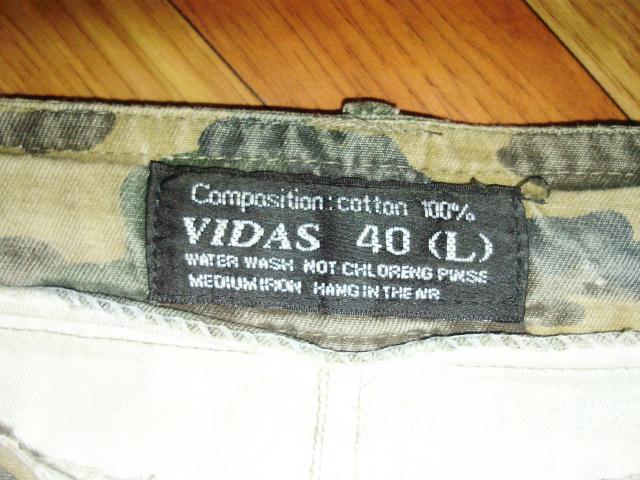 Composition:cotton 100%
VIDAS 40 (L)
WATER WASH NOT CHLORENG PINSE
MEDIUM IRON HANG IN THE AIR